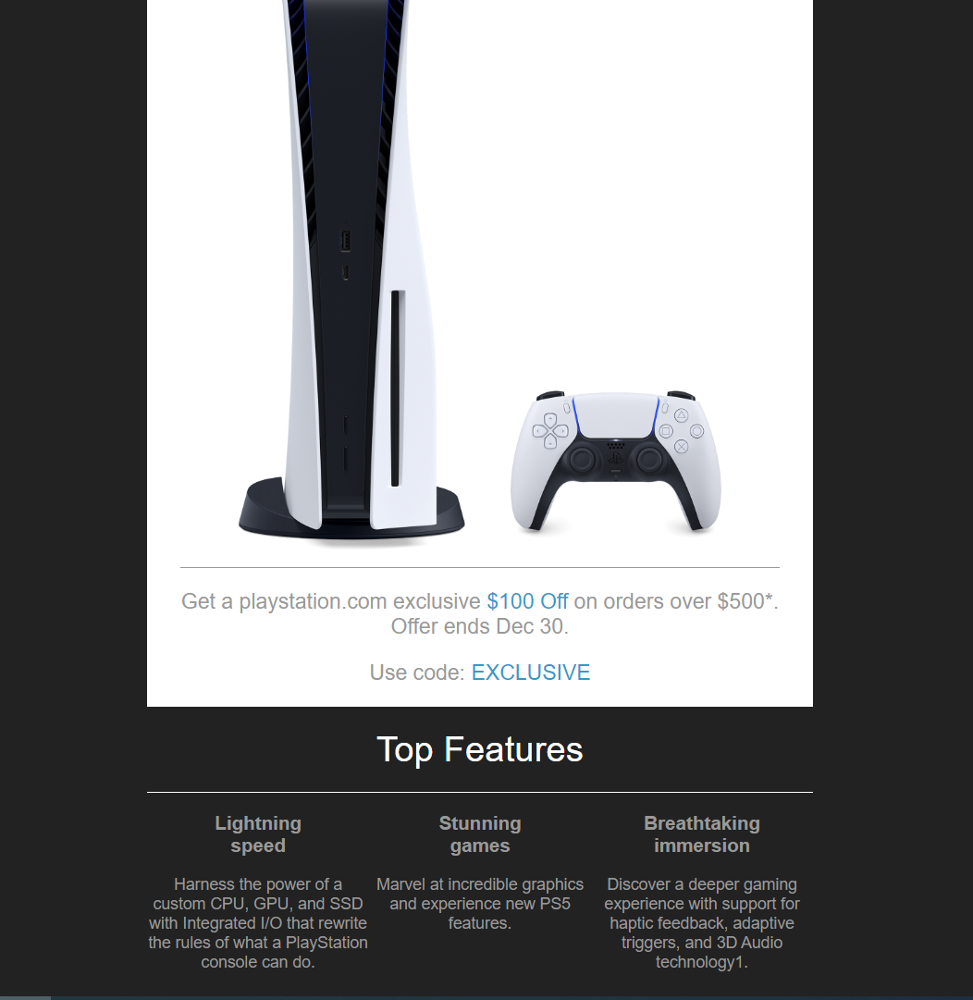 Get a playstation.com exclusive $100 Off on orders over $500*.
Offer ends Dec 30.
Use code: EXCLUSIVE
Top Features
Lightning
speed
Harness the power of a
custom CPU, GPU, and SSD
with Integrated I/O that rewrite
the rules of what a PlayStation
console can do.
Stunning
games
Marvel at incredible graphics
and experience new PS5
features.
Breathtaking
immersion
Discover a deeper gaming
experience with support for
haptic feedback, adaptive
triggers, and 3D Audio
technology1.